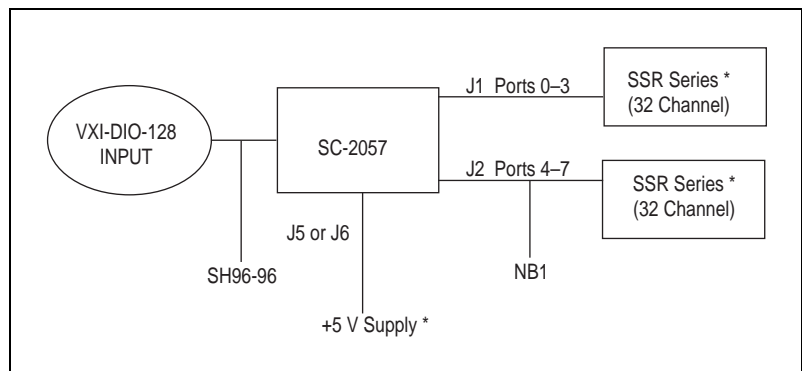 VXI-DIO-128
INPUT
SC-2057
J1 Ports 0–3
SSR Series *
(32 Channel)
J2 Ports 4–7
SSR Series *
(32 Channel)
J5 or J6
SH96-96
NB1
+5 V Supply *